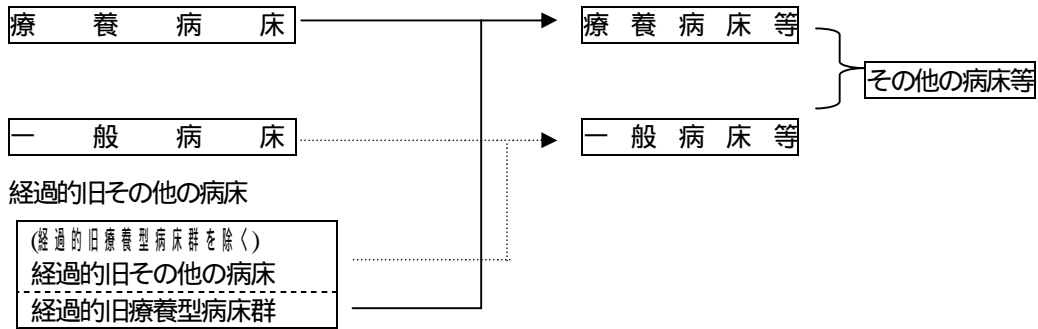 療養病床
療養病床等
その他の病床等
一般病床
一般病床等
経過的旧その他の病床
(経過的旧療養型病床群を除く)
経過的旧その他の病床
経過的旧療養型病床群